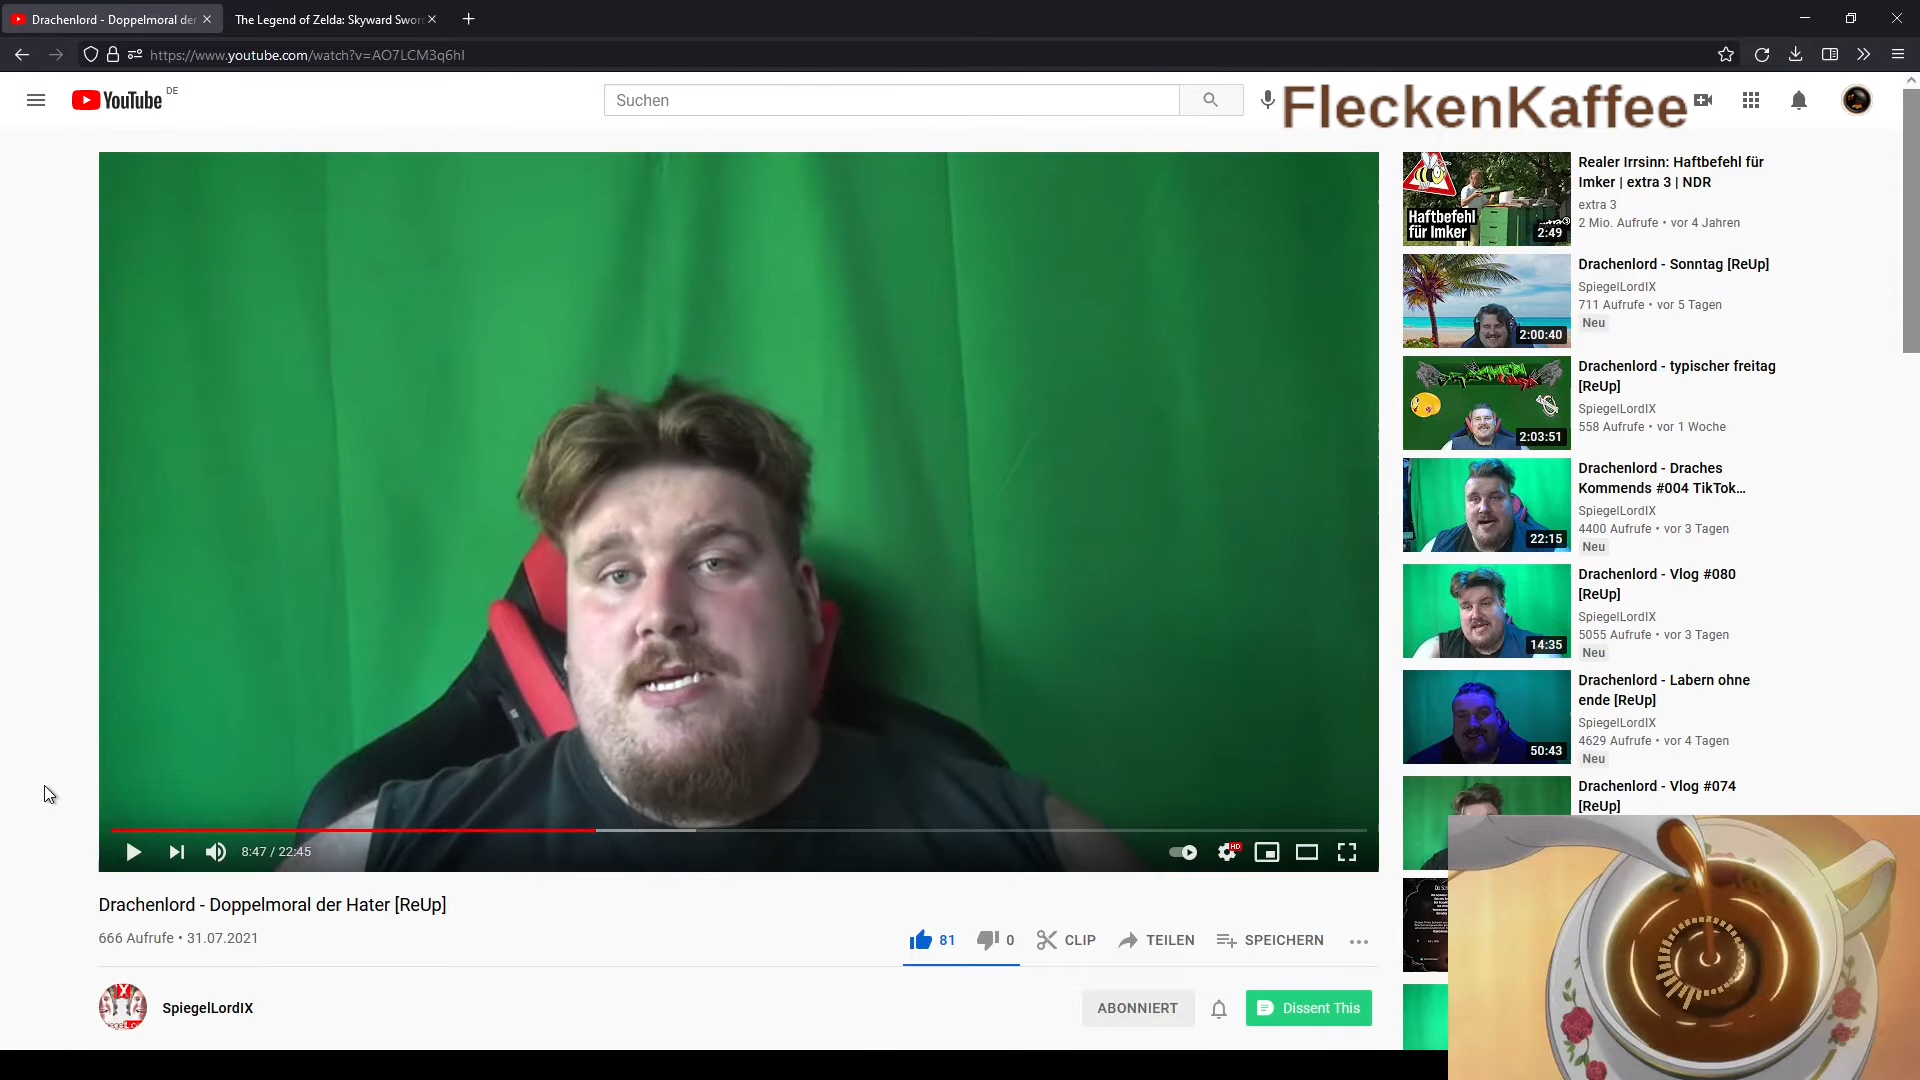 Drachenlord - Doppelmoral der
The Legend of Zelda: Skyward Swor
https://www.youtube.com/watch?v=AO7LCM3q6hI
YouTube DE
Suchen
FleckenKaffee
Haftbefehl
für Imker
2:49
Realer Irrsinn: Haftbefehl für
Imker | extra 3 | NDR
extra 3
2 Mio. Aufrufe • vor 4 Jahren
2:00:40
Drachenlord - Sonntag [ReUp]
SpiegelLordIX
711 Aufrufe • vor 5 Tagen
Neu
2:03:51
Drachenlord - typischer freitag
[ReUp]
SpiegelLordIX
558 Aufrufe • vor 1 Woche
22:15
Drachenlord - Draches
Kommends #004 TikTok...
SpiegelLordIX
4400 Aufrufe • vor 3 Tagen
Neu
14:35
Drachenlord - Vlog #080
[ReUp]
SpiegelLordIX
5055 Aufrufe • vor 3 Tagen
Neu
50:43
Drachenlord - Labern ohne
ende [ReUp]
SpiegelLordIX
4629 Aufrufe • vor 4 Tagen
Neu
Drachenlord - Vlog #074
[ReUp]
8:47 / 22:45
HD
Drachenlord - Doppelmoral der Hater [ReUp]
666 Aufrufe • 31.07.2021
81
0
CLIP
TEILEN
SPEICHERN
SpiegelLordIX
ABONNIERT
Dissent This